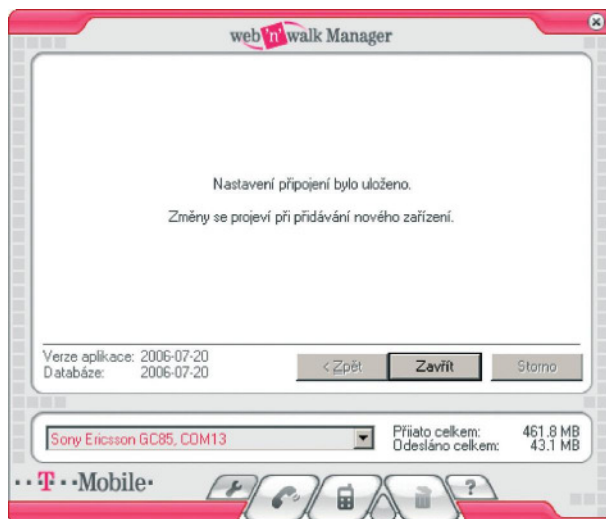 web'n'walk Manager
Nastavení připojení bylo uloženo.
Změny se projeví při přidávání nového zařízení.
Verze aplikace: 2006-07-20
Databáze: 2006-07-20
< Zpět Zavřít Storno
Sony Ericsson GC85, COM13
Přijato celkem: 461.8 MB
Odesláno celkem: 43.1 MB
··T··Mobile·
?